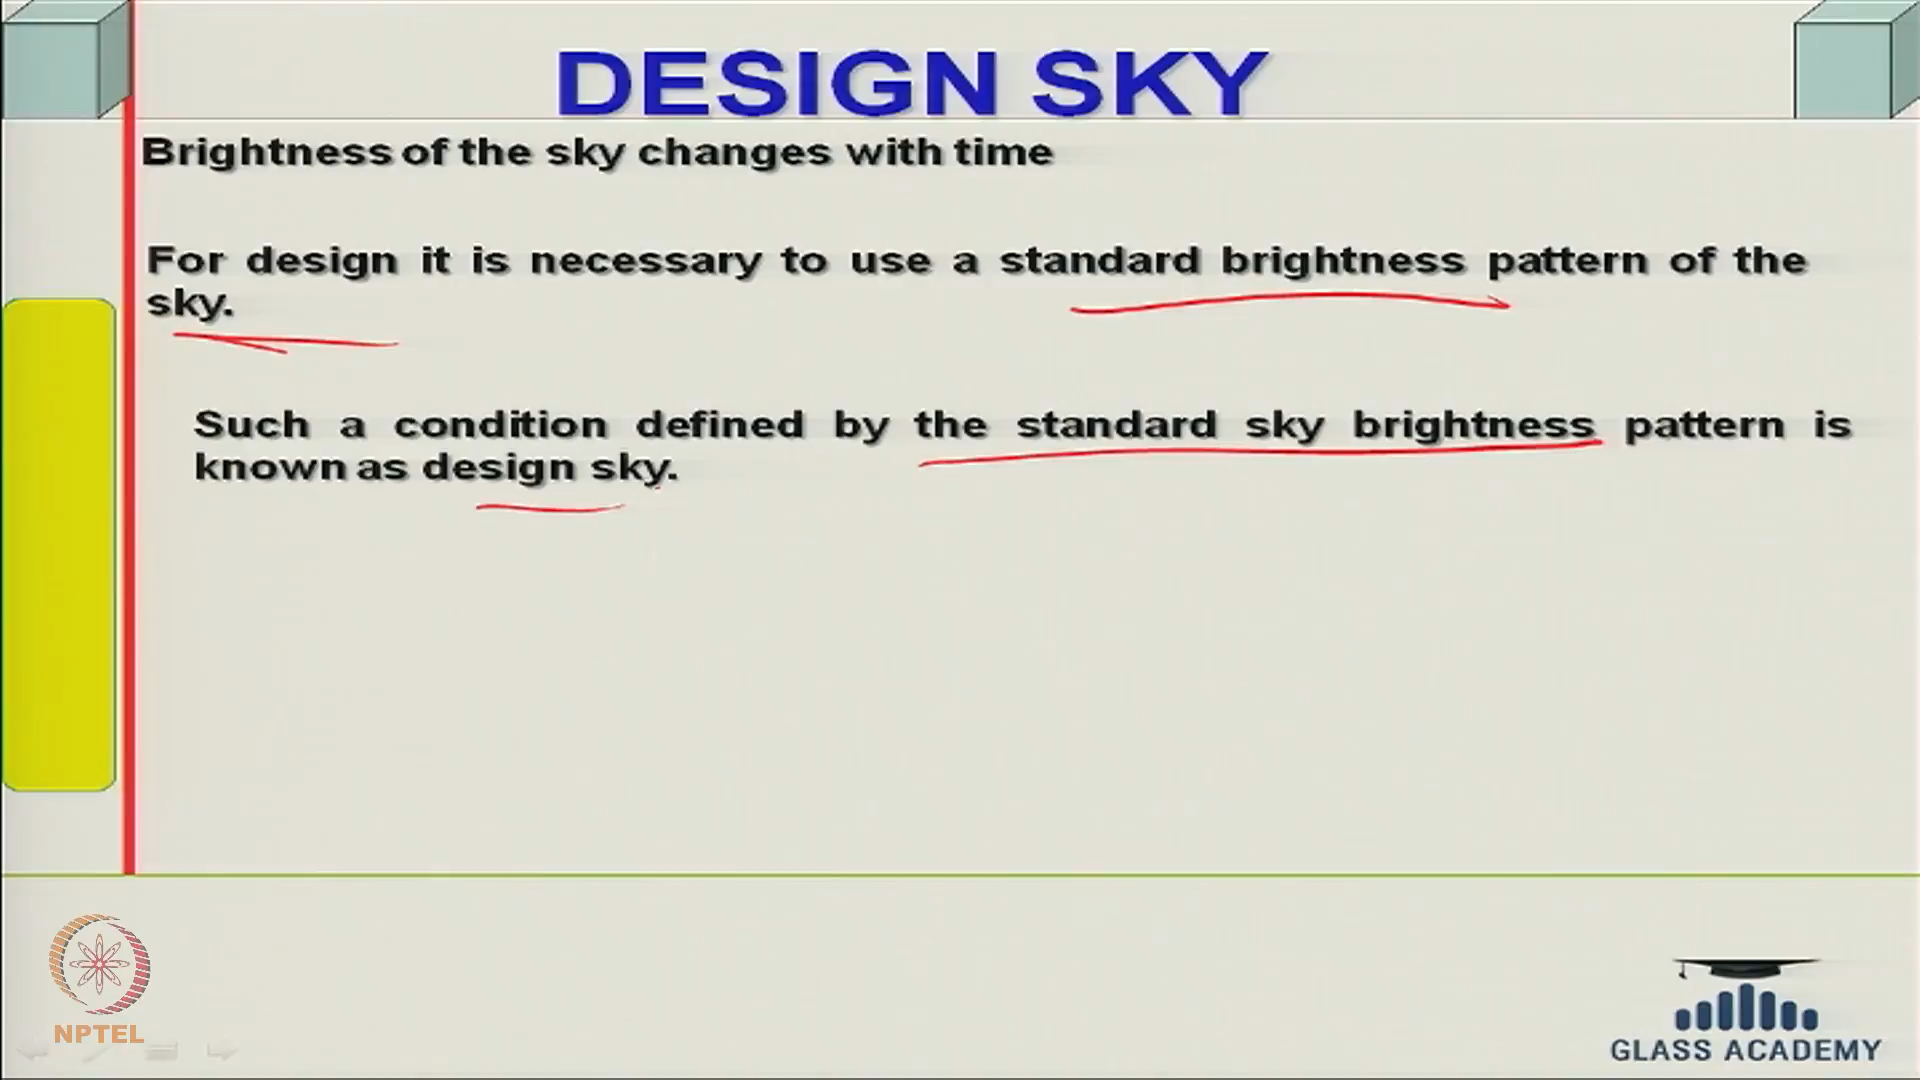 DESIGN SKY
Brightness of the sky changes with time
For design it is necessary to use a standard brightness pattern of the
sky.
Such a condition defined by the standard sky brightness pattern is
known as design sky.
NPTEL
GLASS ACADEMY